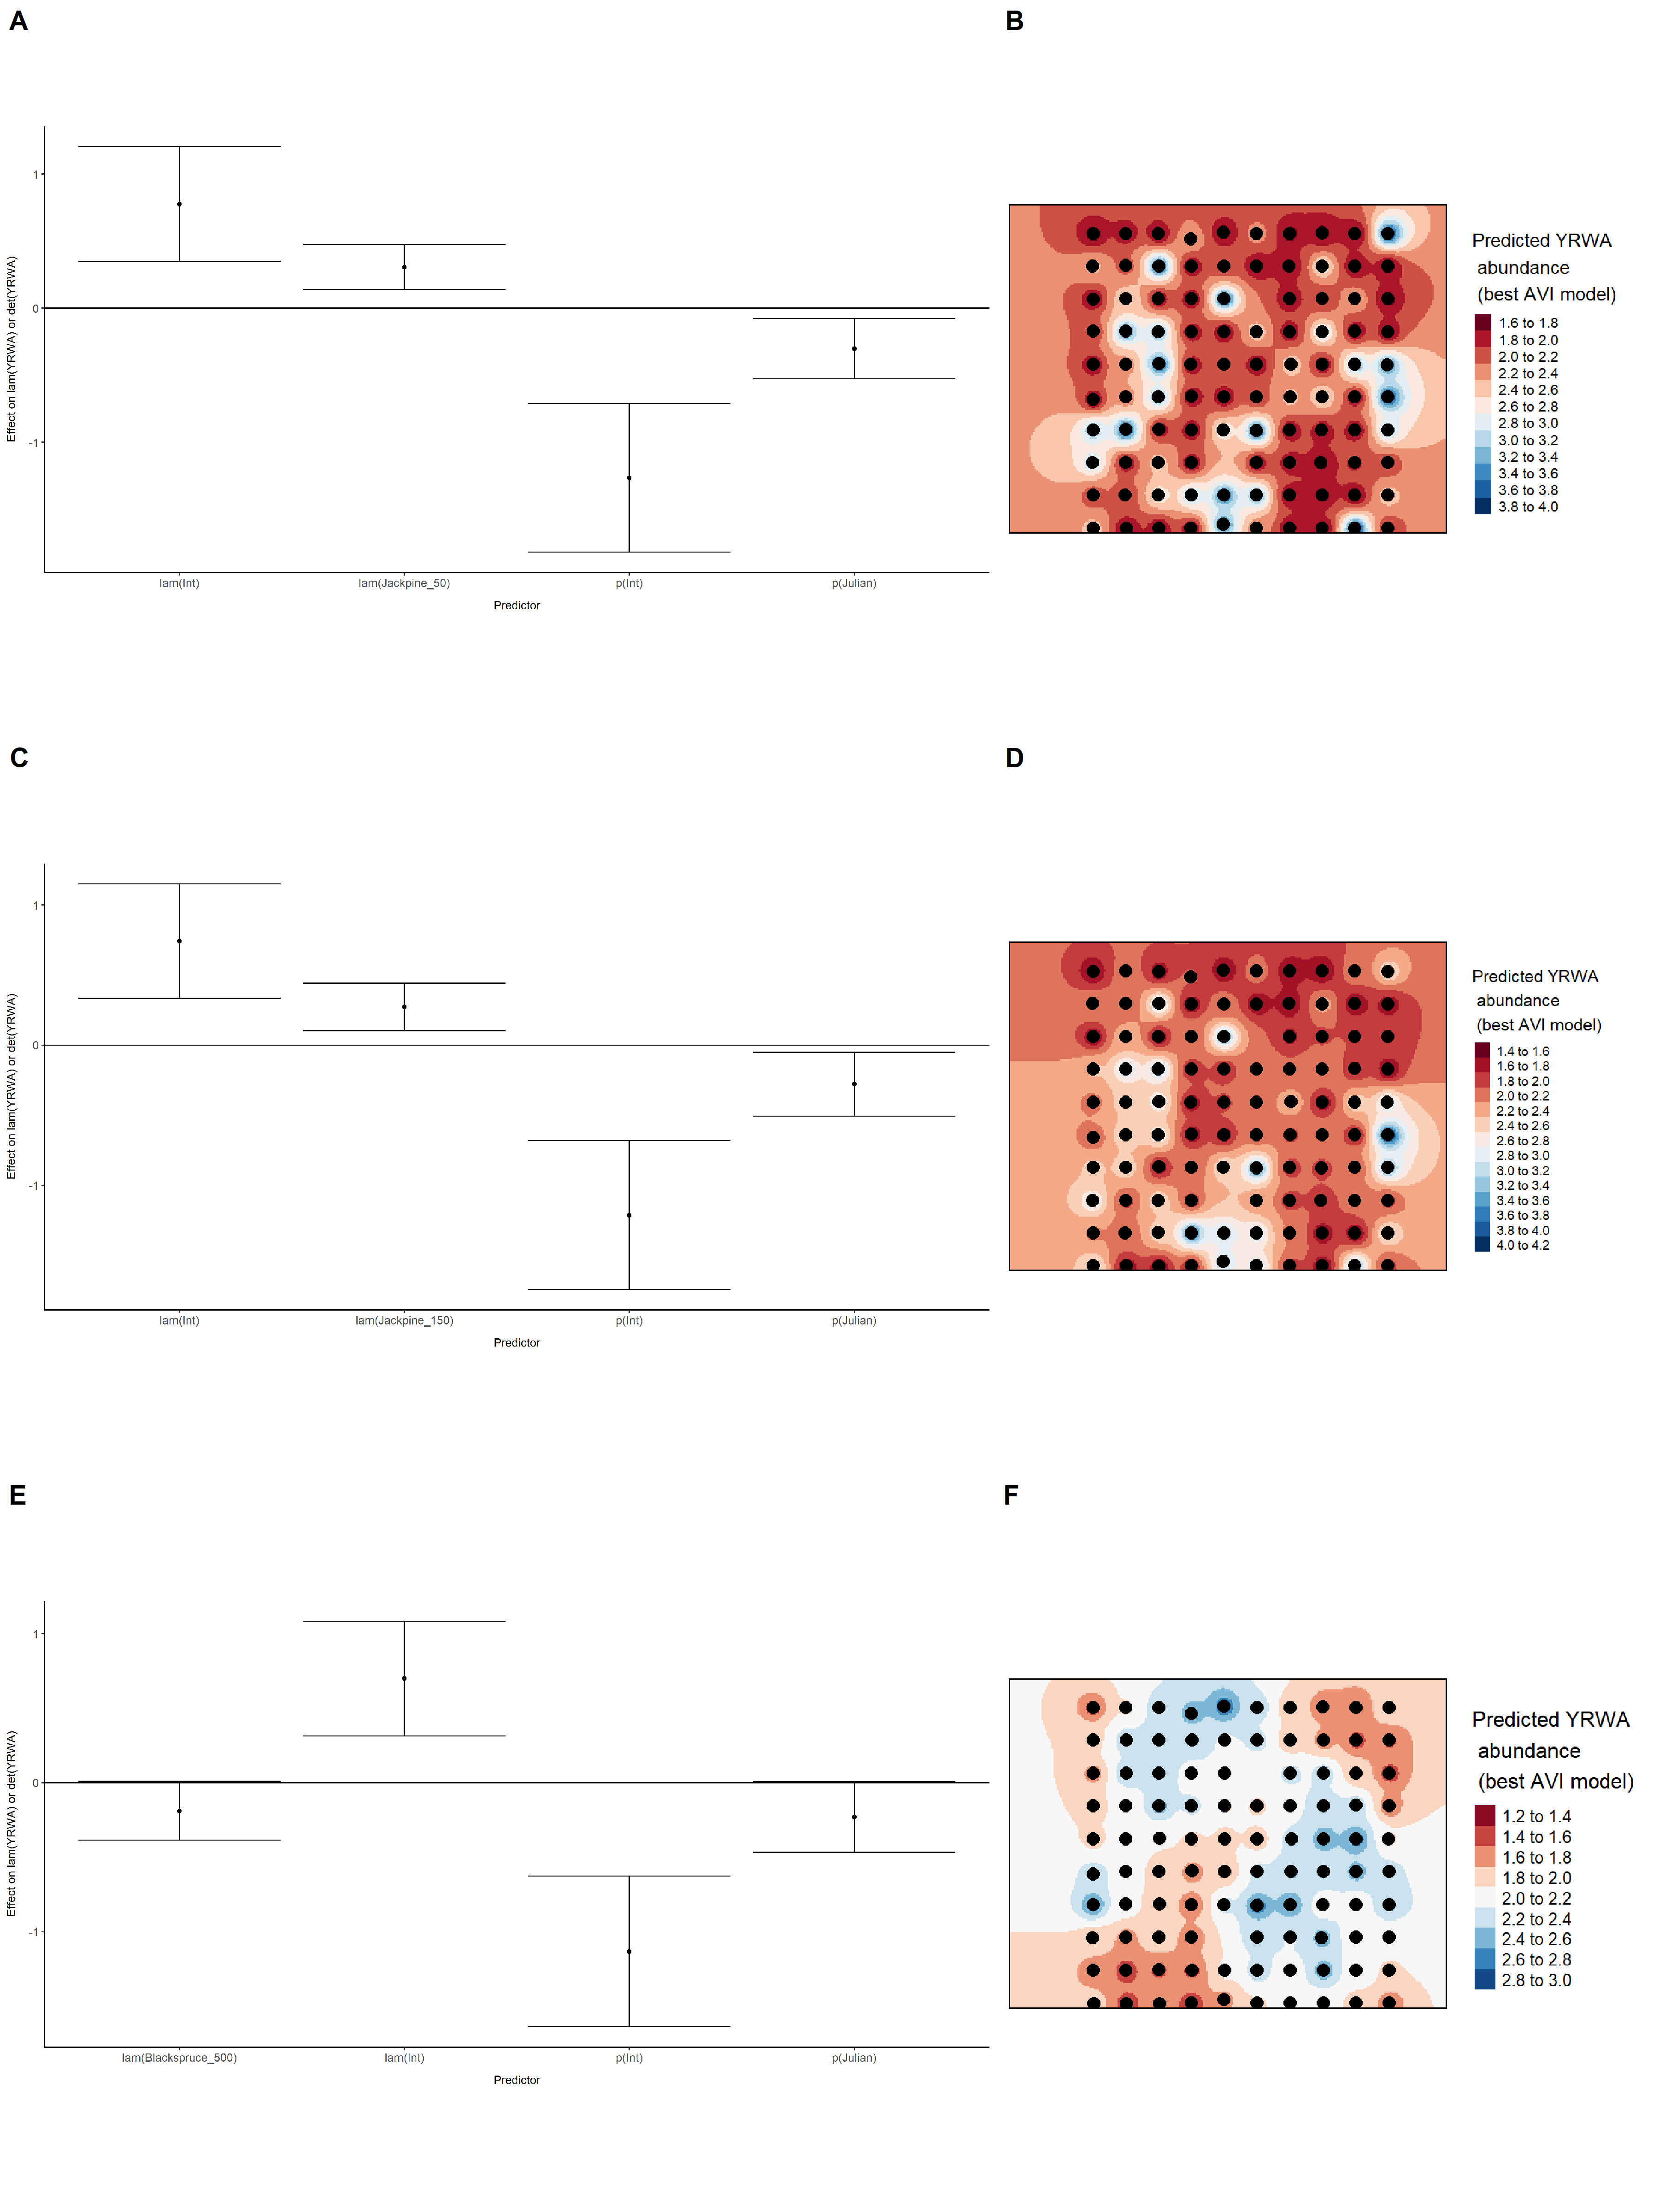 A
B
Effect on lam(YRWA) or det(YRWA)
1
0
-1
lam(Int)
lam(Jackpine_50)
p(Int)
p(Julian)
Predictor
Predicted YRWA
abundance
(best AVI model)
1.6 to 1.8
1.8 to 2.0
2.0 to 2.2
2.2 to 2.4
2.4 to 2.6
2.6 to 2.8
2.8 to 3.0
3.0 to 3.2
3.2 to 3.4
3.4 to 3.6
3.6 to 3.8
3.8 to 4.0
C
D
Effect on lam(YRWA) or det(YRWA)
1
0
-1
lam(Int)
lam(Jackpine_150)
p(Int)
p(Julian)
Predictor
Predicted YRWA
abundance
(best AVI model)
1.4 to 1.6
1.6 to 1.8
1.8 to 2.0
2.0 to 2.2
2.2 to 2.4
2.4 to 2.6
2.6 to 2.8
2.8 to 3.0
3.0 to 3.2
3.2 to 3.4
3.4 to 3.6
3.6 to 3.8
3.8 to 4.0
4.0 to 4.2
E
F
Effect on lam(YRWA) or det(YRWA)
1
0
-1
lam(Blackspruce_500)
lam(Int)
p(Int)
p(Julian)
Predictor
Predicted YRWA
abundance
(best AVI model)
1.2 to 1.4
1.4 to 1.6
1.6 to 1.8
1.8 to 2.0
2.0 to 2.2
2.2 to 2.4
2.4 to 2.6
2.6 to 2.8
2.8 to 3.0